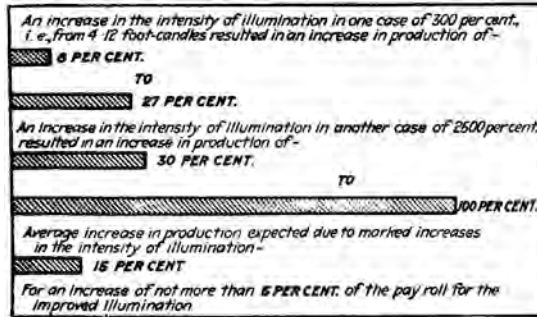 An increase in the intensity of illumination in one case of 300 per cent.,
i.e., from 4-12 foot-candles resulted in an increase in production of-
8 PER CENT.
TO
27 PER CENT.
An increase in the intensity of illumination in another case of 2500 percent.
resulted in an increase in production of-
30 PER CENT.
TO
100 PER CENT.
Average increase in production expected due to marked increases
in the intensity of illumination-
15 PER CENT
For an increase of not more than 5 PER CENT. of the pay roll for the
improved illumination